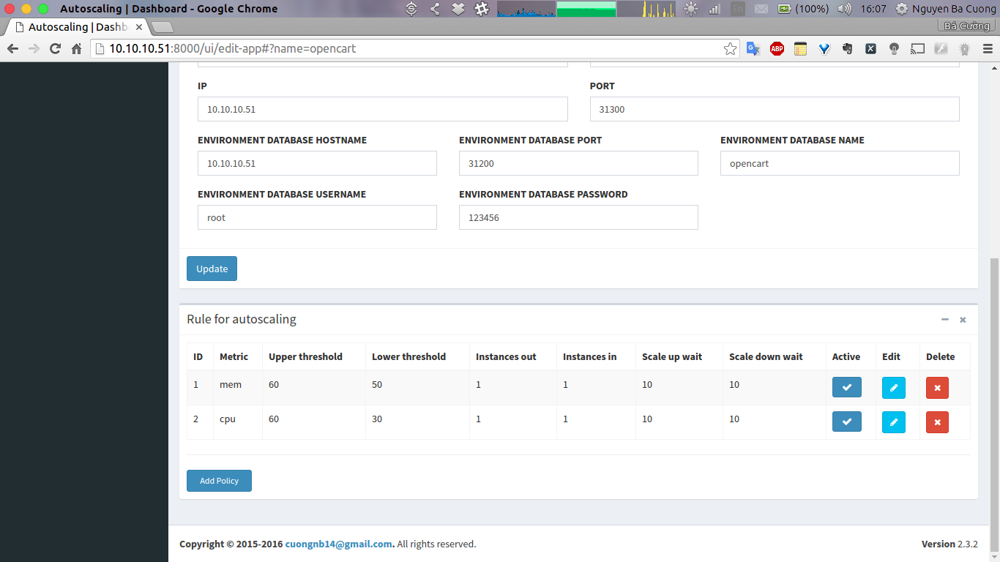 Autoscaling | Dashboard - Google Chrome
En (100%) 16:07 Nguyen Ba Cuong
Autoscaling | Dashb
Bá Cường
10.10.10.51:8000/ui/edit-app#?name=opencart
ABP
IP PORT
10.10.10.51 31300
ENVIRONMENT DATABASE HOSTNAME ENVIRONMENT DATABASE PORT ENVIRONMENT DATABASE NAME
10.10.10.51 31200 opencart
ENVIRONMENT DATABASE USERNAME ENVIRONMENT DATABASE PASSWORD
root 123456
Update
Rule for autoscaling
ID Metric Upper threshold Lower threshold Instances out Instances in Scale up wait Scale down wait Active Edit Delete
1 mem 60 50 1 1 10 10
2 cpu 60 30 1 1 10 10
Add Policy
Copyright © 2015-2016 cuongnb14@gmail.com. All rights reserved. Version 2.3.2